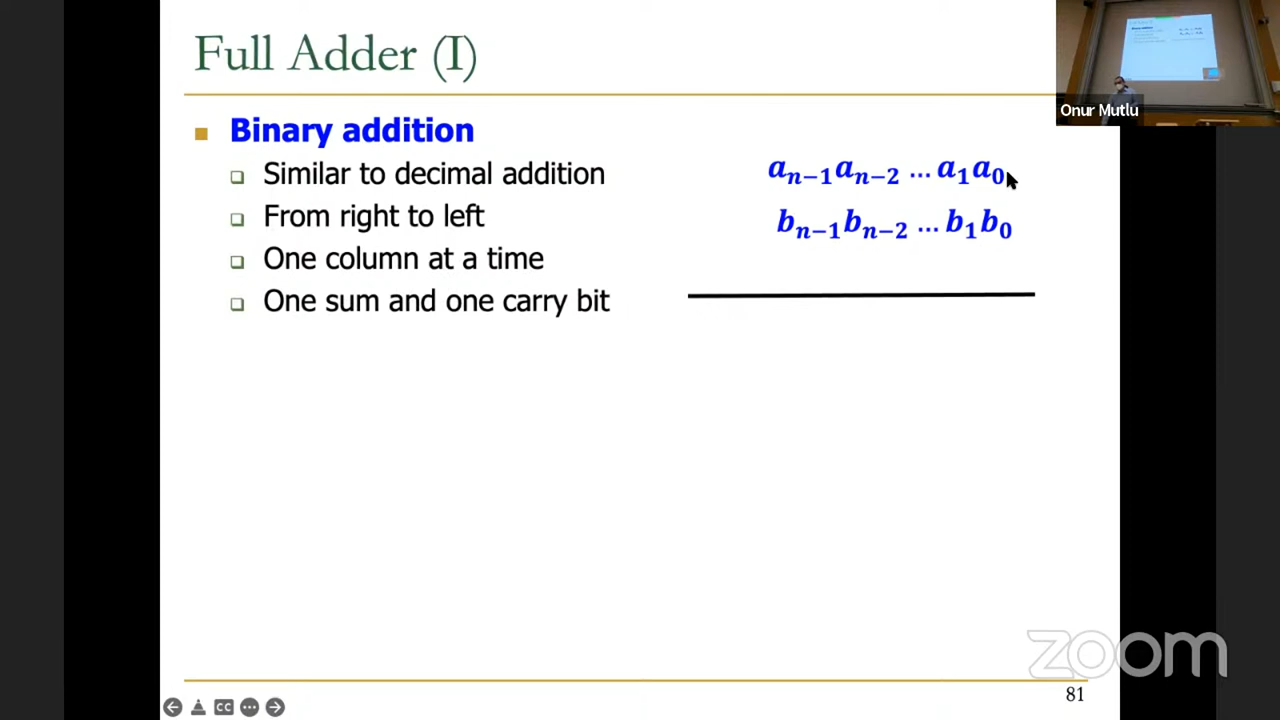 Full Adder (I)
Binary addition
Similar to decimal addition
From right to left
One column at a time
One sum and one carry bit
aₙ₋₁aₙ₋₂ … a₁a₀
bₙ₋₁bₙ₋₂ … b₁b₀
Onur Mutlu
CC
zoom
81